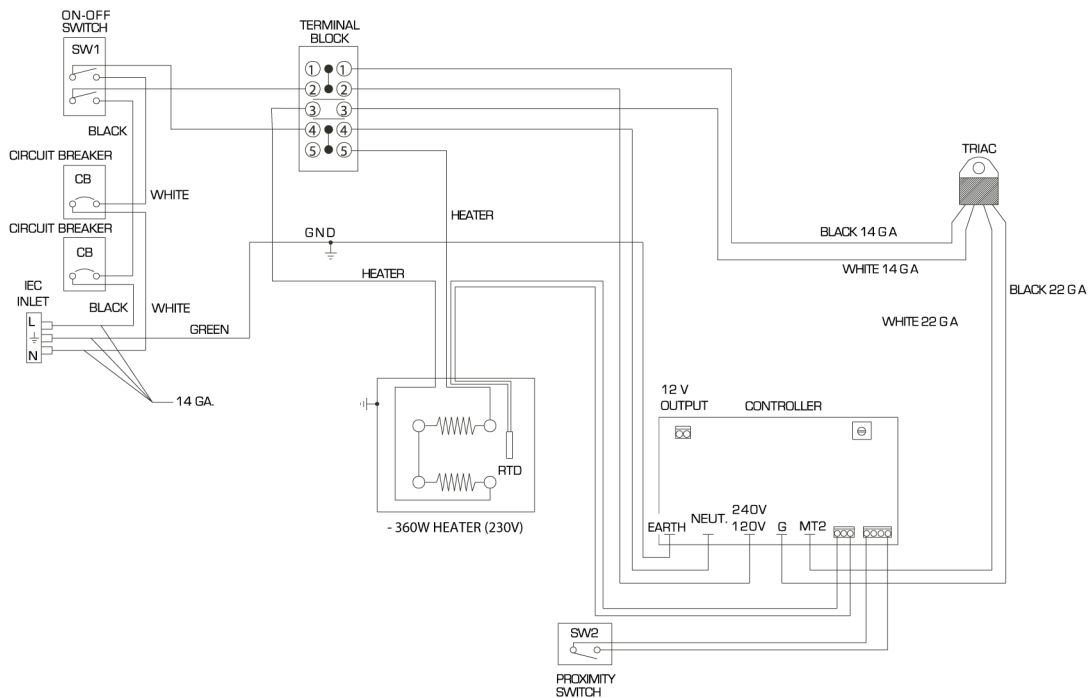 ON-OFF
SWITCH
SW1
TERMINAL
BLOCK
1 1
2 2
3 3
4 4
5 5
BLACK
CIRCUIT BREAKER
CB
WHITE
CIRCUIT BREAKER
CB
IEC
INLET
L
N
BLACK
WHITE
GREEN
14 GA.
GND
HEATER
HEATER
TRIAC
BLACK 14 GA
WHITE 14 GA
BLACK 22 GA
WHITE 22 GA
RTD
- 360W HEATER (230V)
12 V
OUTPUT
CONTROLLER
EARTH
NEUT.
240V
120V
G
MT2
SW2
PROXIMITY
SWITCH